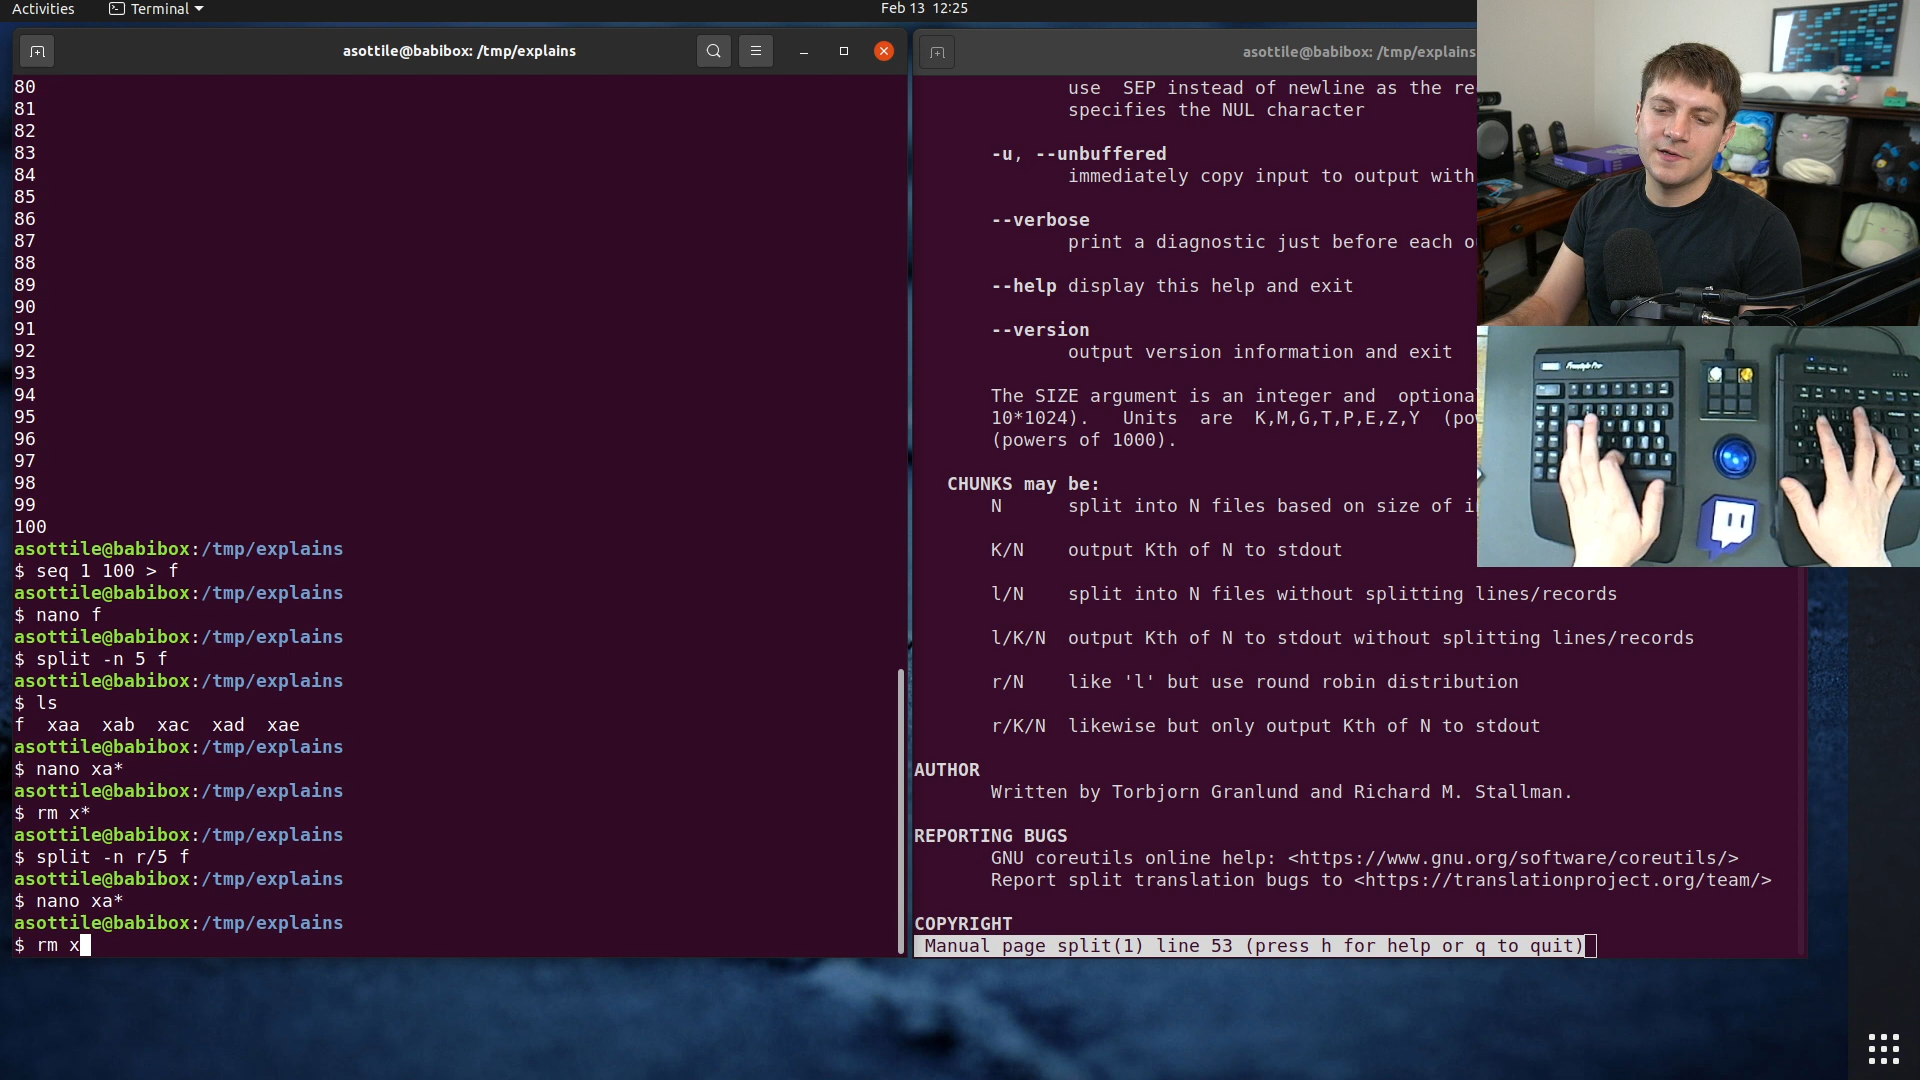 Activities
Terminal
Feb 13 12:25
asottile@babibox: /tmp/explains
80
81
82
83
84
85
86
87
88
89
90
91
92
93
94
95
96
97
98
99
100
asottile@babibox:/tmp/explains
$ seq 1 100 > f
asottile@babibox:/tmp/explains
$ nano f
asottile@babibox:/tmp/explains
$ split -n 5 f
asottile@babibox:/tmp/explains
$ ls
f  xaa  xab  xac  xad  xae
asottile@babibox:/tmp/explains
$ nano xa*
asottile@babibox:/tmp/explains
$ rm x*
asottile@babibox:/tmp/explains
$ split -n r/5 f
asottile@babibox:/tmp/explains
$ nano xa*
asottile@babibox:/tmp/explains
$ rm x
asottile@babibox: /tmp/explains
use  SEP instead of newline as the re
specifies the NUL character
-u, --unbuffered
immediately copy input to output with
--verbose
print a diagnostic just before each o
--help display this help and exit
--version
output version information and exit
The SIZE argument is an integer and  optiona
10*1024).   Units  are  K,M,G,T,P,E,Z,Y  (po
(powers of 1000).
CHUNKS may be:
N      split into N files based on size of i
K/N    output Kth of N to stdout
l/N    split into N files without splitting lines/records
l/K/N  output Kth of N to stdout without splitting lines/records
r/N    like 'l' but use round robin distribution
r/K/N  likewise but only output Kth of N to stdout
AUTHOR
Written by Torbjorn Granlund and Richard M. Stallman.
REPORTING BUGS
GNU coreutils online help: <https://www.gnu.org/software/coreutils/>
Report split translation bugs to <https://translationproject.org/team/>
COPYRIGHT
Manual page split(1) line 53 (press h for help or q to quit)
Freestyle Pro